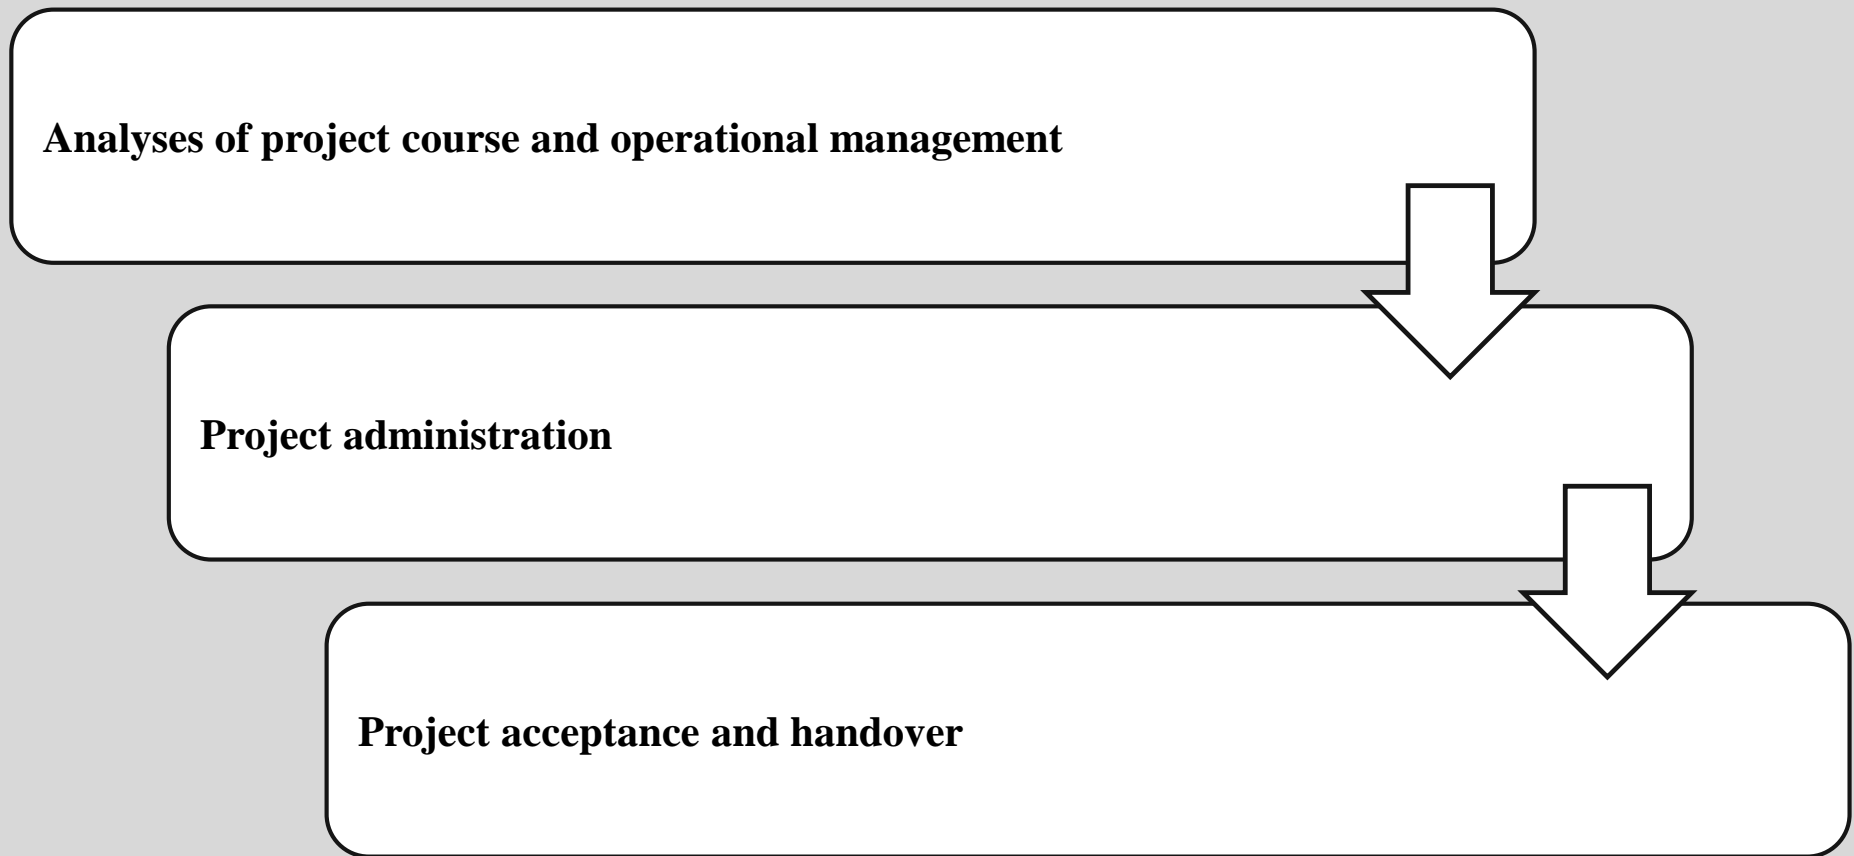 Analyses of project course and operational management
Project administration
Project acceptance and handover